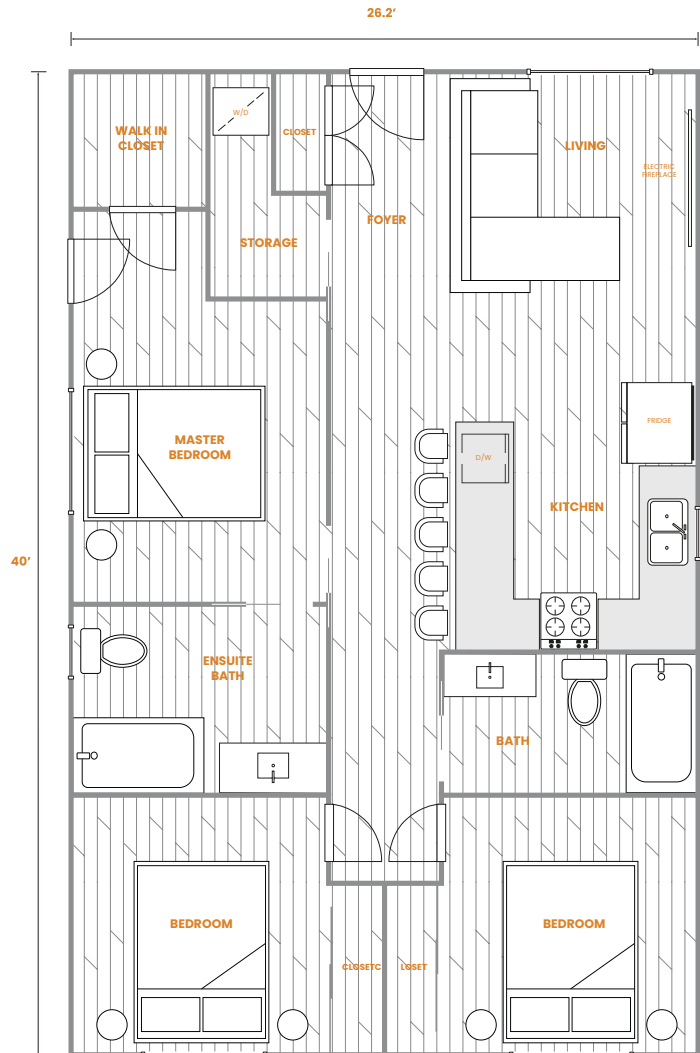 26.2′
W/D
WALK IN
CLOSET
CLOSET
LIVING
ELECTRIC
FIREPLACE
FOYER
STORAGE
FRIDGE
MASTER
BEDROOM
D/W
KITCHEN
40′
ENSUITE
BATH
BATH
BEDROOM
BEDROOM
CLOSETC
LOSET